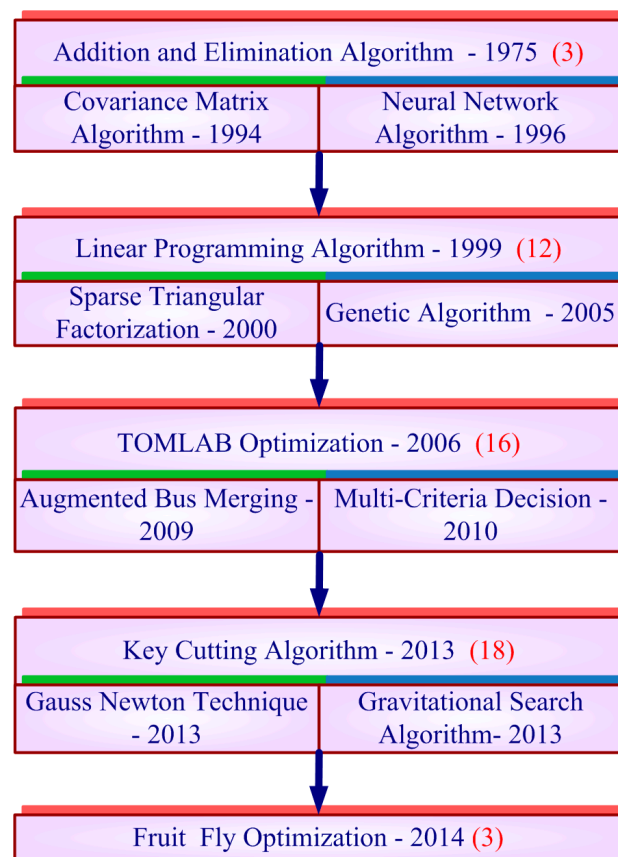 Addition and Elimination Algorithm - 1975 (3)
Covariance Matrix
Algorithm - 1994
Neural Network
Algorithm - 1996
Linear Programming Algorithm - 1999 (12)
Sparse Triangular
Factorization - 2000
Genetic Algorithm - 2005
TOMLAB Optimization - 2006 (16)
Augmented Bus Merging -
2009
Multi-Criteria Decision -
2010
Key Cutting Algorithm - 2013 (18)
Gauss Newton Technique
- 2013
Gravitational Search
Algorithm- 2013
Fruit Fly Optimization - 2014 (3)